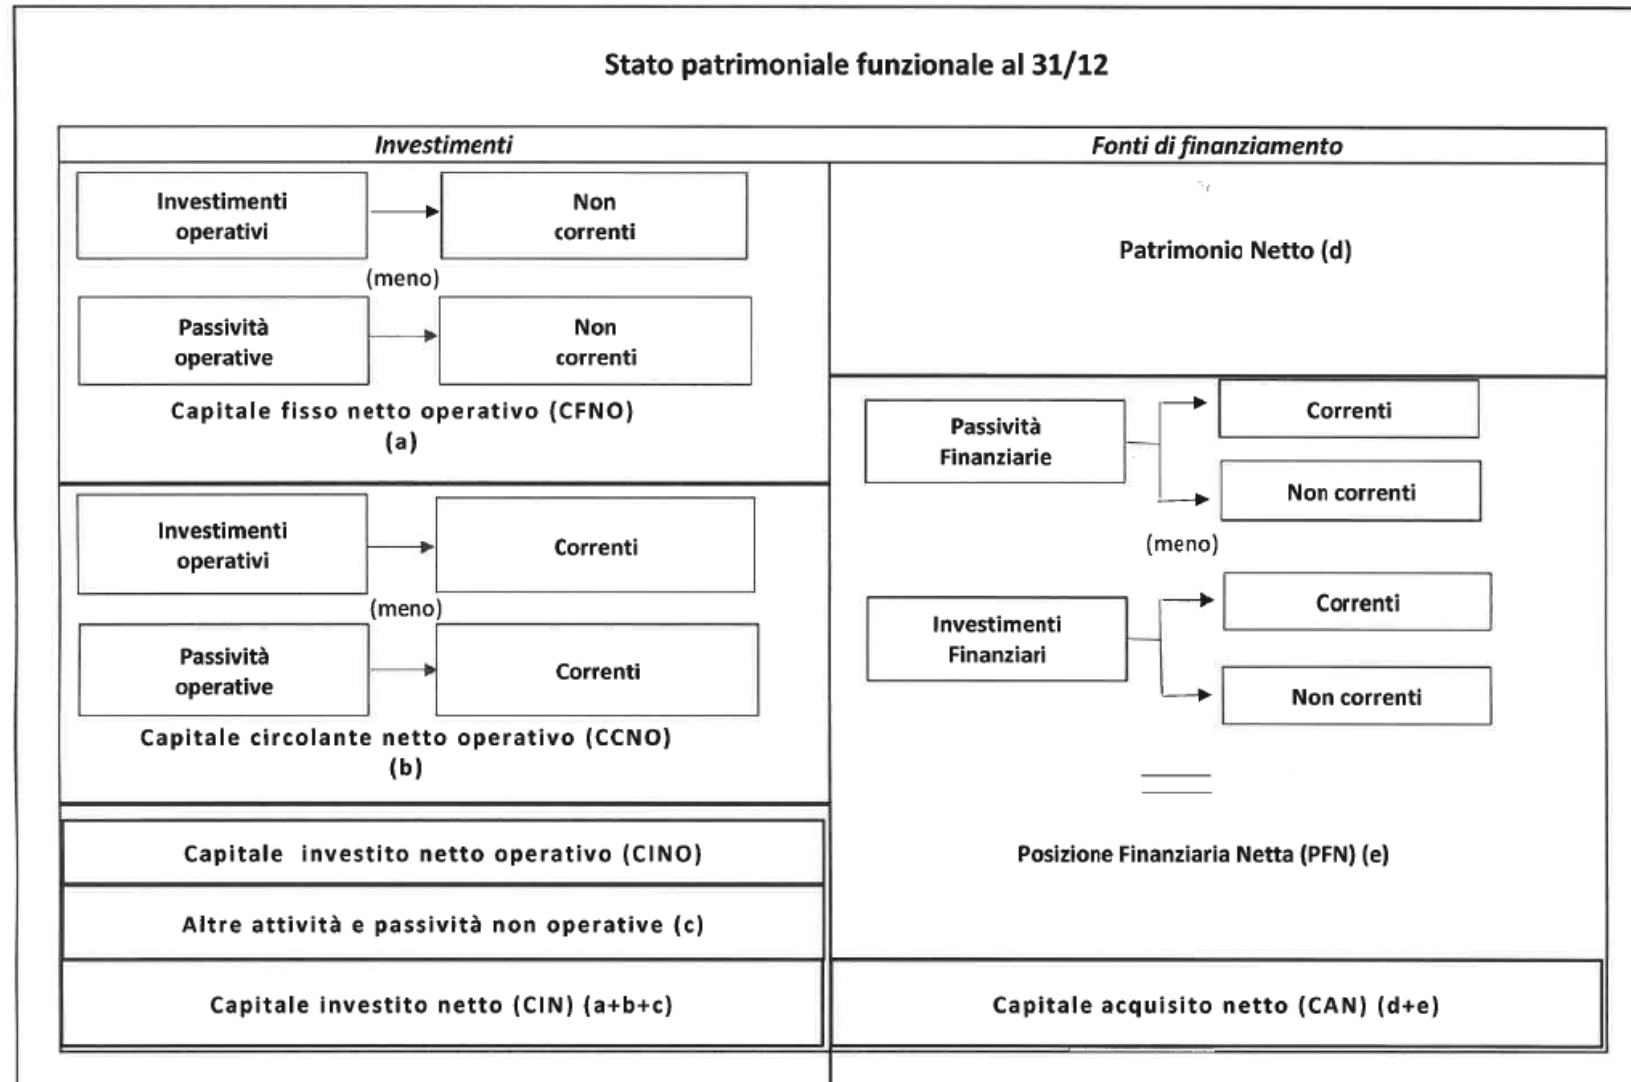 Stato patrimoniale funzionale al 31/12
Investimenti
Investimenti
operativi
Non
correnti
(meno)
Passività
operative
Non
correnti
Capitale fisso netto operativo (CFNO)
(a)
Investimenti
operativi
Correnti
(meno)
Passività
operative
Correnti
Capitale circolante netto operativo (CCNO)
(b)
Capitale investito netto operativo (CINO)
Altre attività e passività non operative (c)
Capitale investito netto (CIN) (a+b+c)
Fonti di finanziamento
Patrimonio Netto (d)
Passività
Finanziarie
Correnti
Non correnti
(meno)
Investimenti
Finanziari
Correnti
Non correnti
Posizione Finanziaria Netta (PFN) (e)
Capitale acquisito netto (CAN) (d+e)